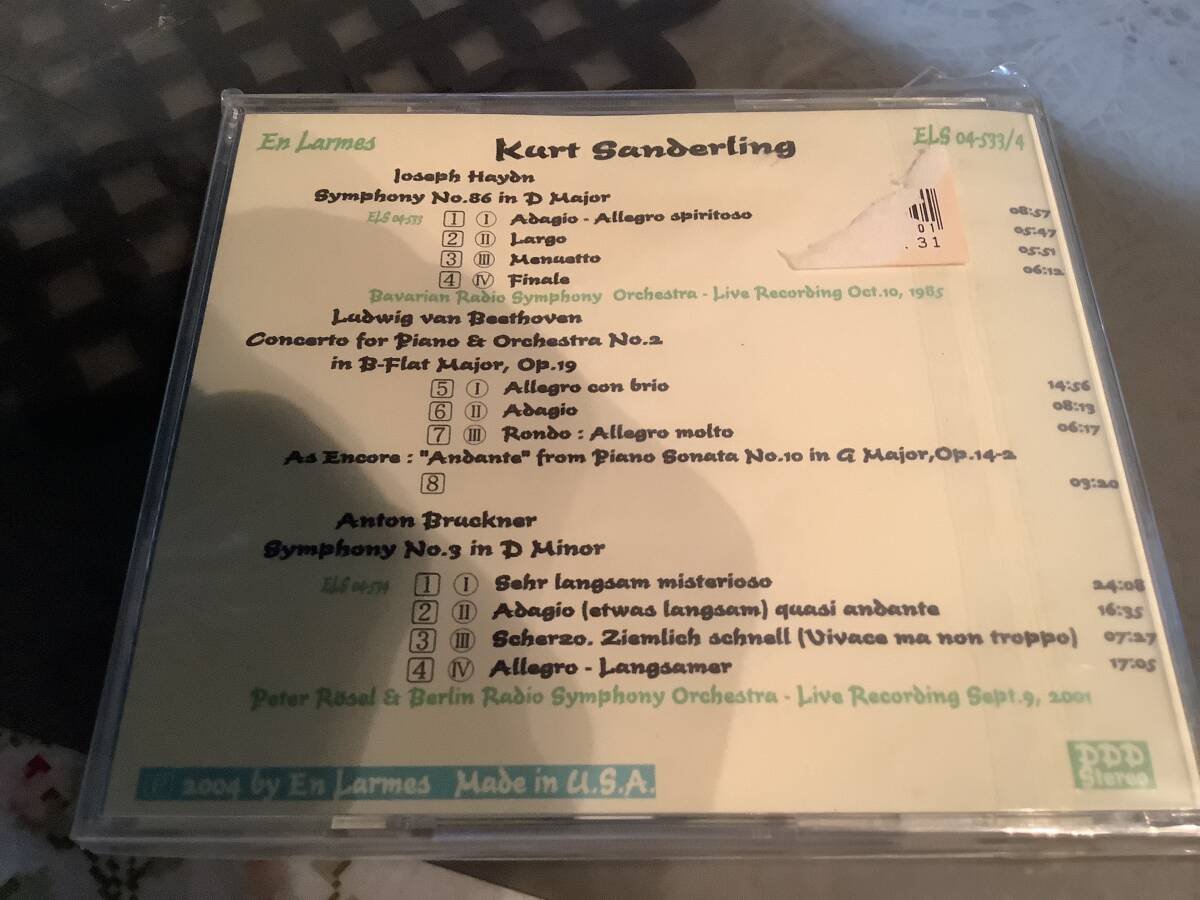 En Larmes Kurt Sanderling ELS 04-533/4
Joseph Haydn
Symphony No.86 in D Major
ELS 04-533 1 Ⅰ Adagio - Allegro spiritoso 08:57
2 Ⅱ Largo 05:47
3 Ⅲ Menuetto 05:51
4 Ⅳ Finale 06:12
01
.31
Bavarian Radio Symphony Orchestra - Live Recording Oct.10, 1985
Ludwig van Beethoven
Concerto for Piano & Orchestra No.2
in B-Flat Major, Op.19
5 Ⅰ Allegro con brio 14:56
6 Ⅱ Adagio 08:13
7 Ⅲ Rondo : Allegro molto 06:17
As Encore : "Andante" from Piano Sonata No.10 in G Major,Op.14-2
8 03:20
Anton Bruckner
Symphony No.3 in D Minor
ELS 04-534 1 Ⅰ Sehr langsam misterioso 24:08
2 Ⅱ Adagio (etwas langsam) quasi andante 16:35
3 Ⅲ Scherzo. Ziemlich schnell (Vivace ma non troppo) 07:27
4 Ⅳ Allegro - Langsamer 17:05
Peter Rösel & Berlin Radio Symphony Orchestra - Live Recording Sept.9, 2001
Ⓟ 2004 by En Larmes Made in U.S.A.
DDD
Stereo